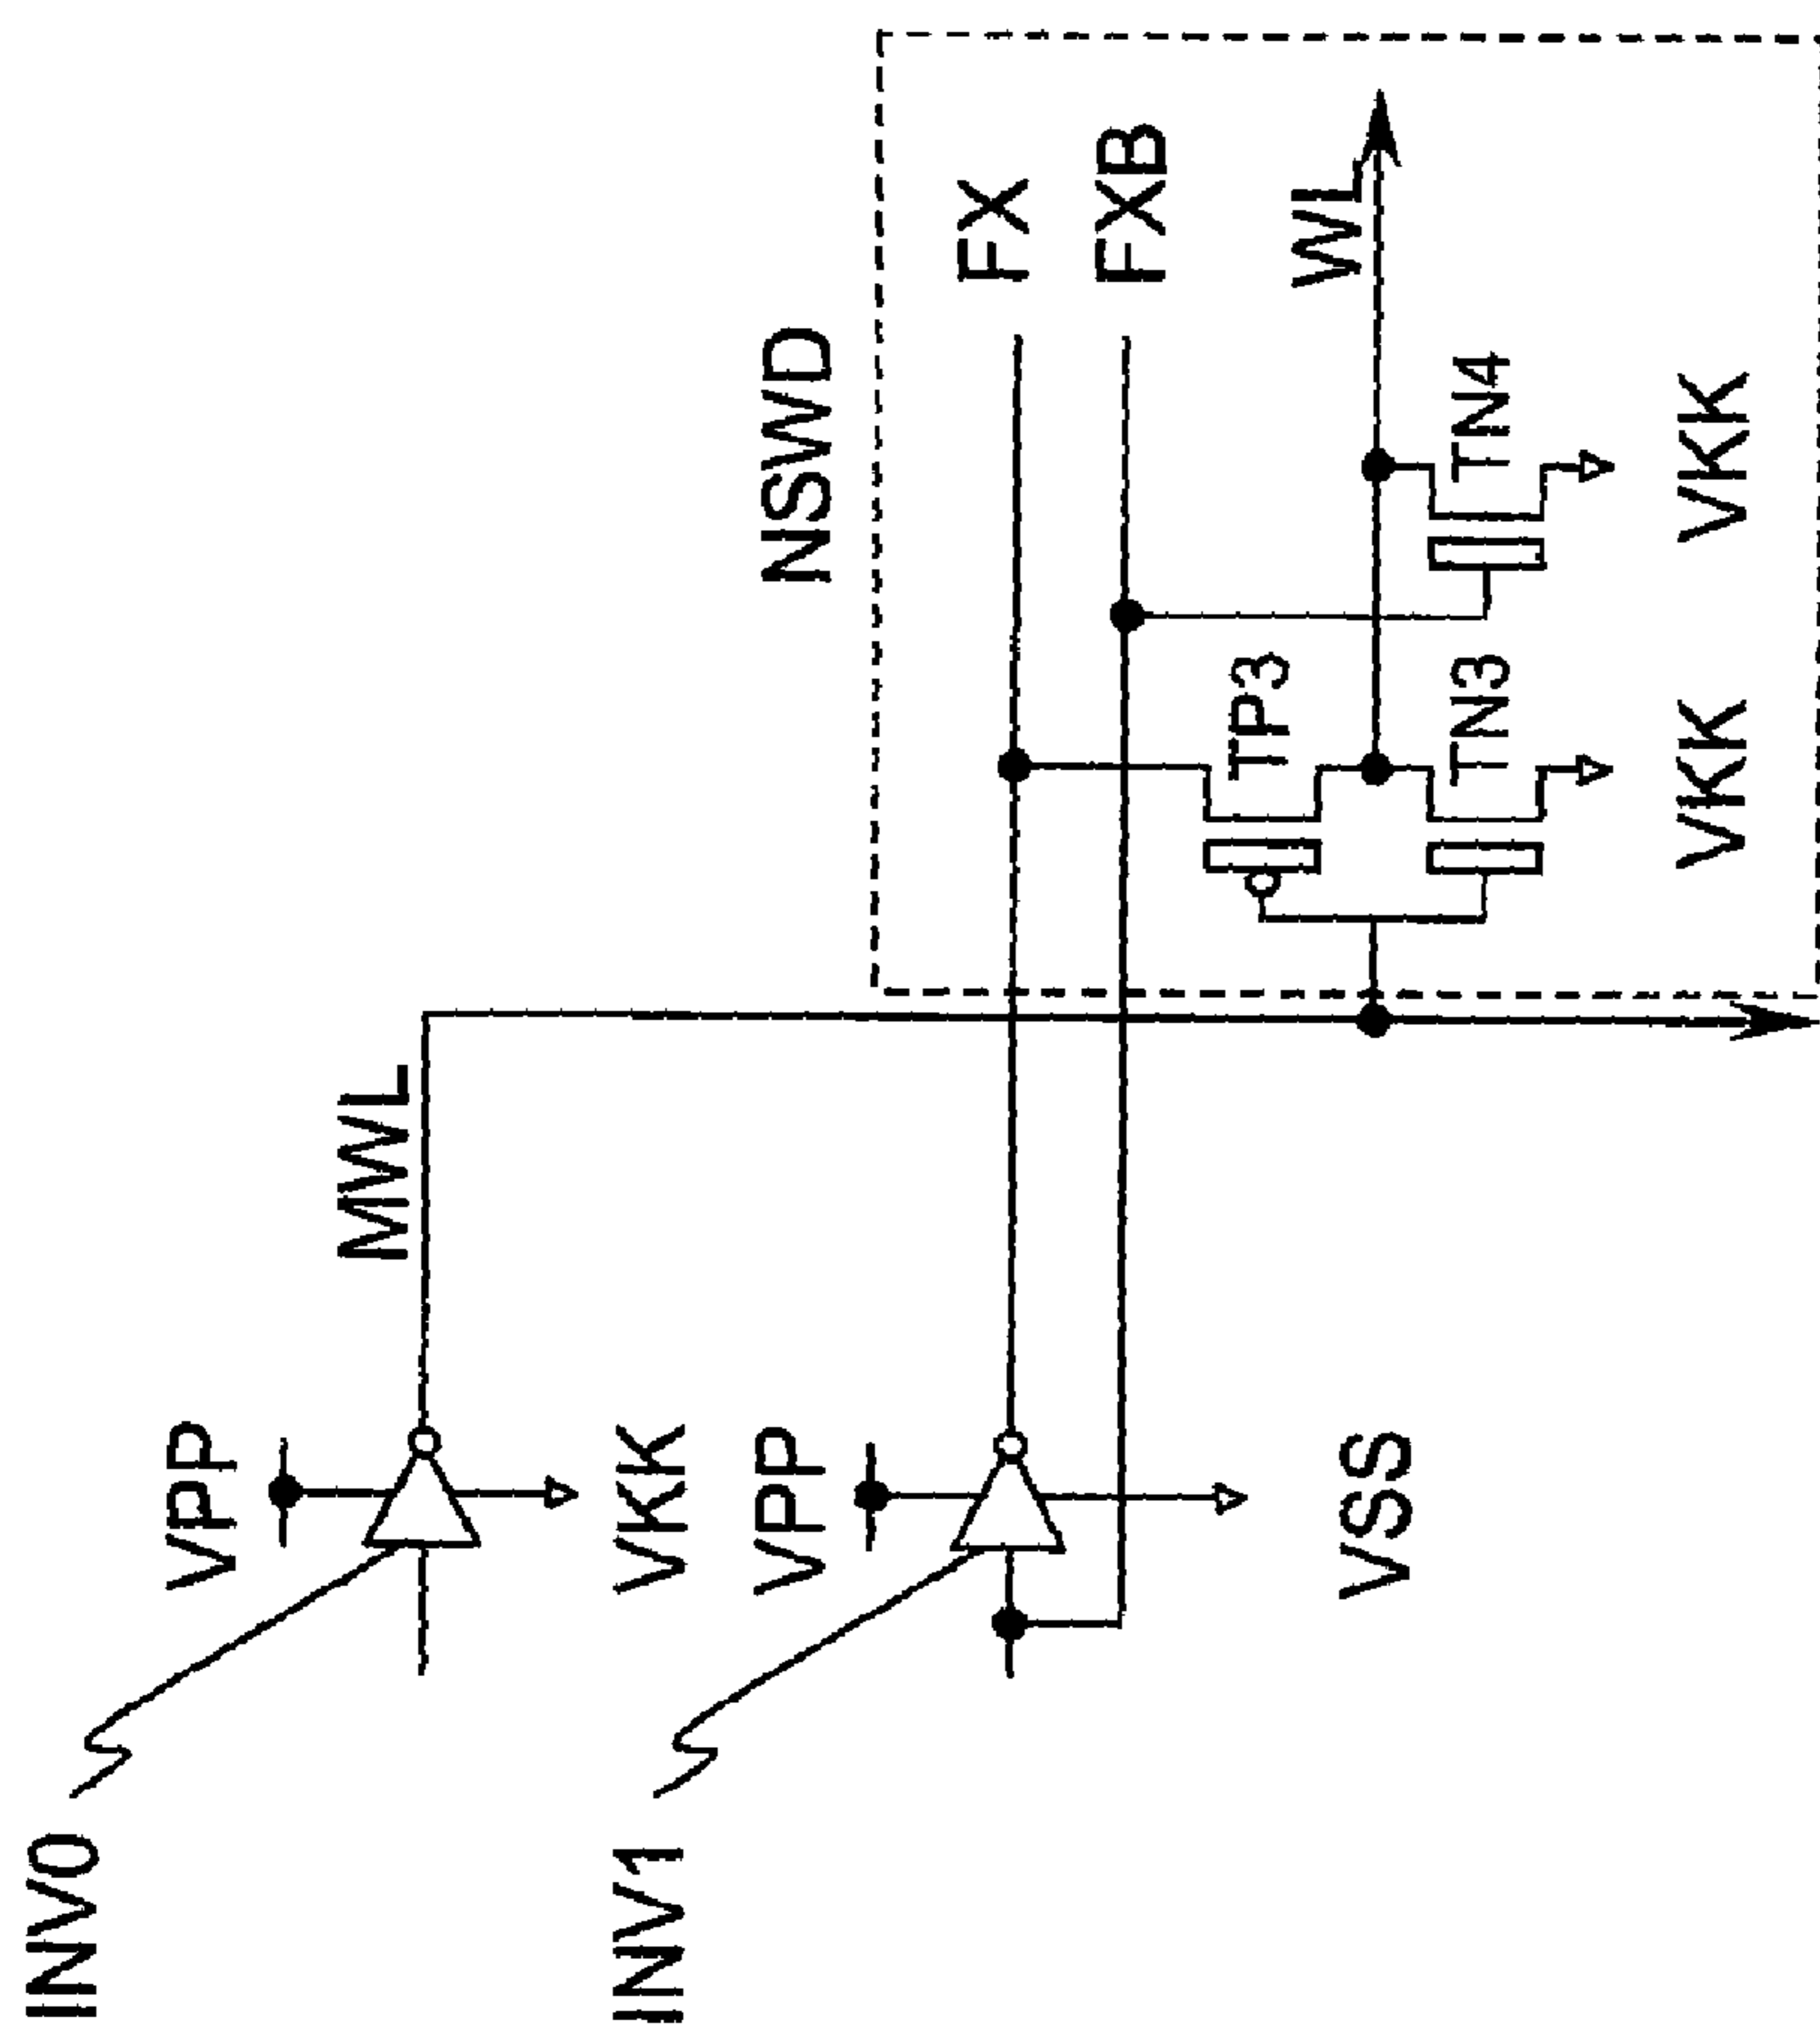 INV0
VPP
MWL
VKK
INV1
VPP
VSS
NSWD
FX
FXB
WL
TP3
TN3
TN4
VKK
VKK